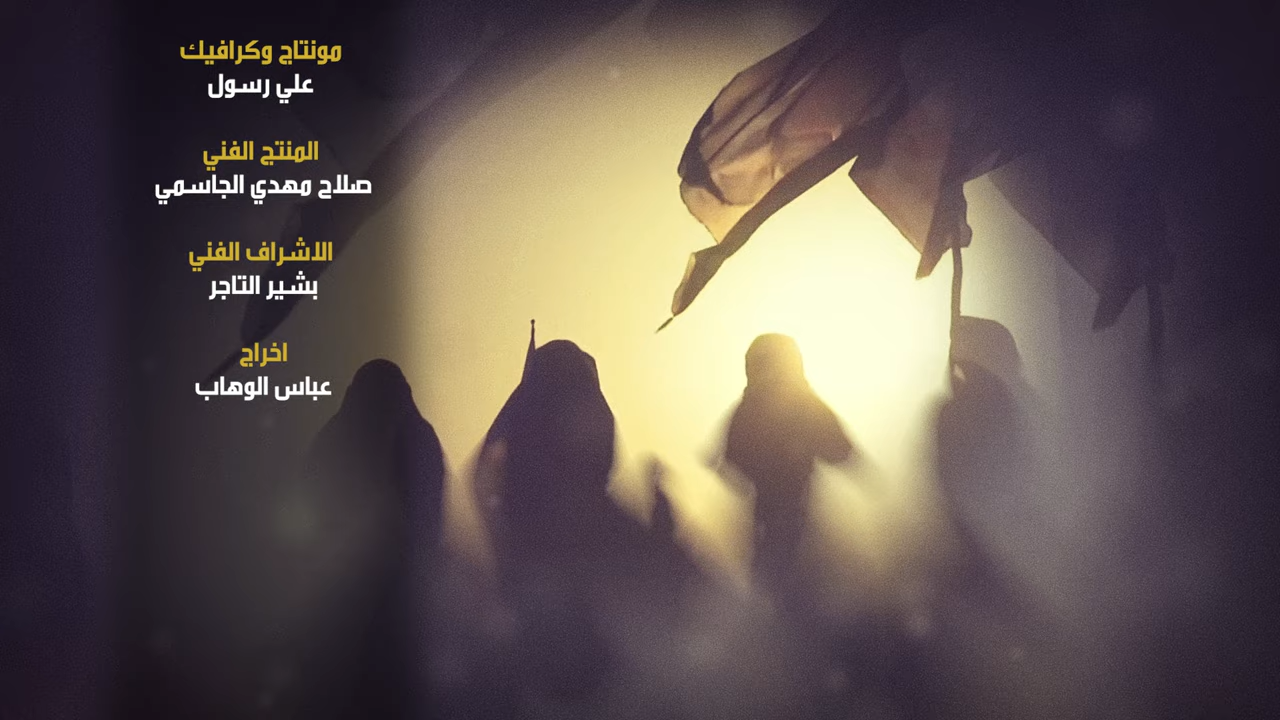 مونتاج وكرافيك
علي رسول
المنتج الفني
صلاح مهدي الجاسمي
الاشراف الفني
بشير التاجر
اخراج
عباس الوهاب